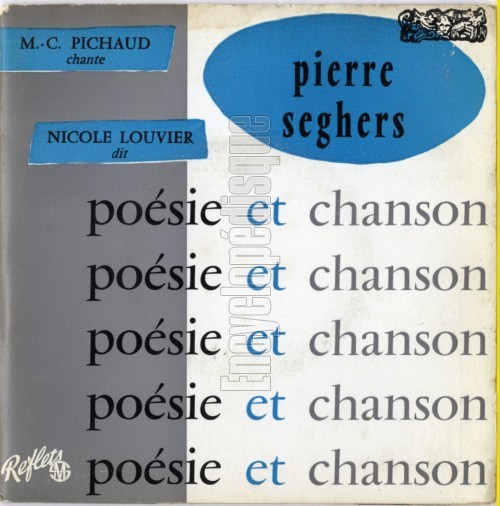 M.-C. PICHAUD
chante
pierre
seghers
NICOLE LOUVIER
dit
poésie et chanson
poésie et chanson
poésie et chanson
poésie et chanson
poésie et chanson
Reflets
SMG
Encyclopédisque